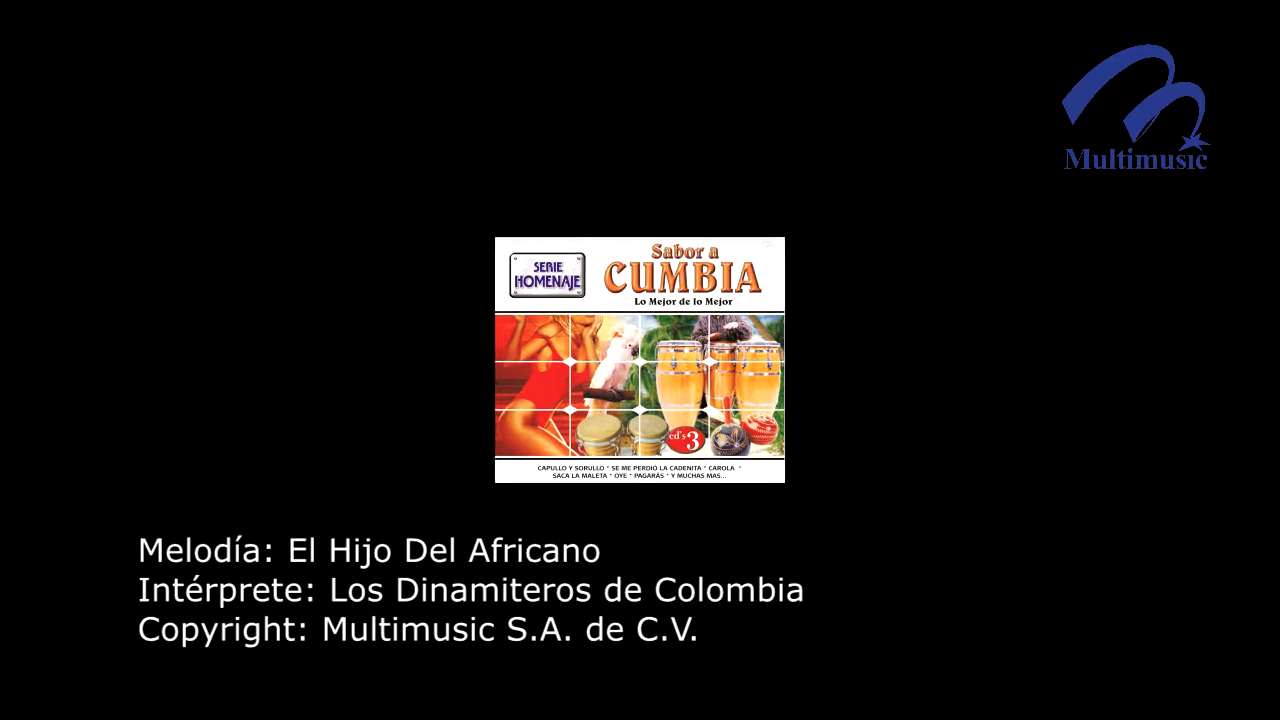 Multimusic
SERIE
HOMENAJE
Sabor a
CUMBIA
Lo Mejor de lo Mejor
cd's 3
CAPULLO Y SORULLO * SE ME PERDIÓ LA CADENITA * CAROLA *
SACA LA MALETA * OYE * PAGARÁS * Y MUCHAS MAS...
Melodía: El Hijo Del Africano
Intérprete: Los Dinamiteros de Colombia
Copyright: Multimusic S.A. de C.V.